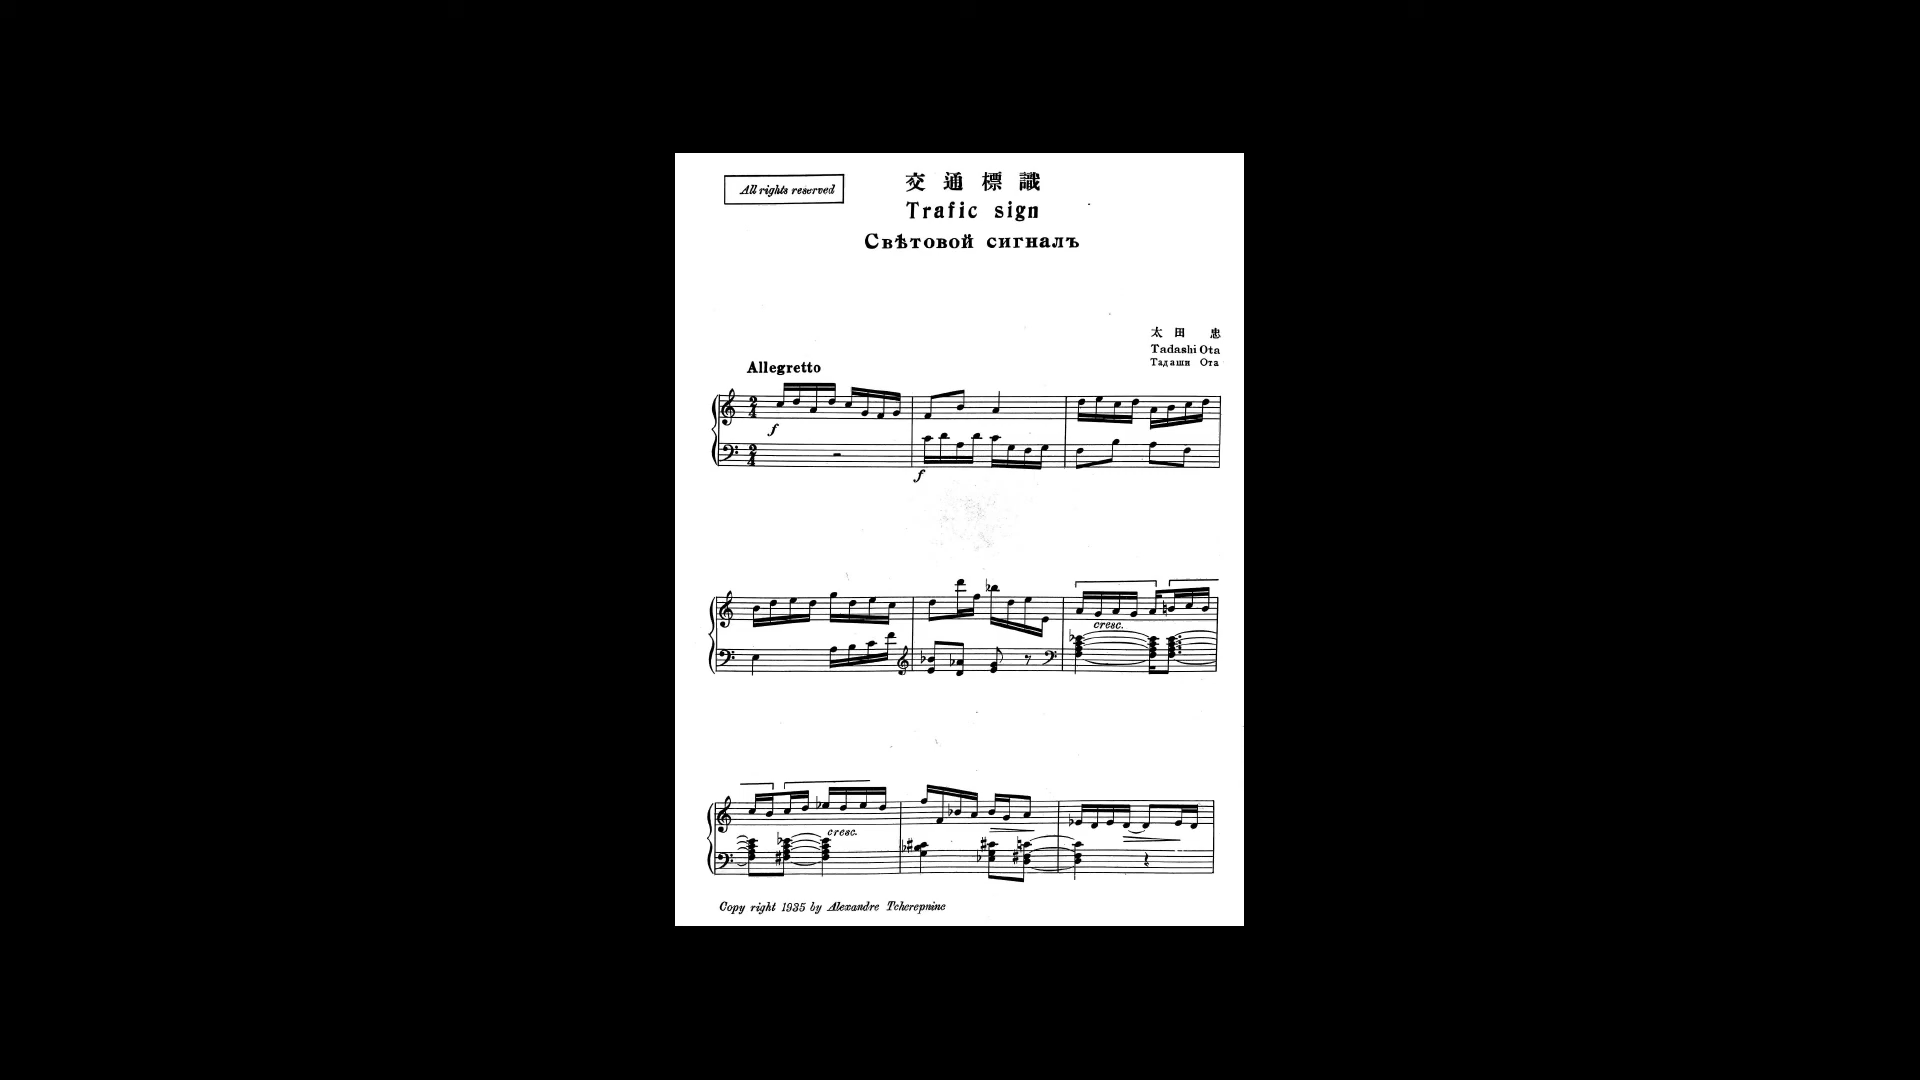 All rights reserved
交通標識
Trafic sign
Свѣтовой сигналъ
太田 忠
Tadashi Ota
Тадаши Ота
Allegretto
f
f
cresc.
cresc.
Copy right 1935 by Alexandre Tcherepnine